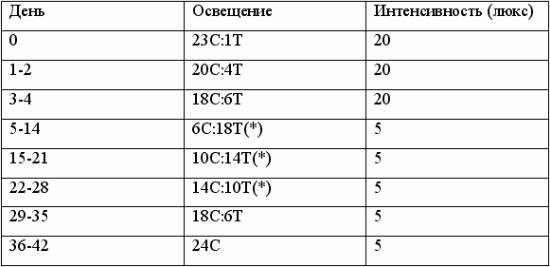 День Освещение Интенсивность (люкс)
0 23С:1Т 20
1-2 20С:4Т 20
3-4 18С:6Т 20
5-14 6С:18Т(*) 5
15-21 10С:14Т(*) 5
22-28 14С:10Т(*) 5
29-35 18С:6Т 5
36-42 24С 5